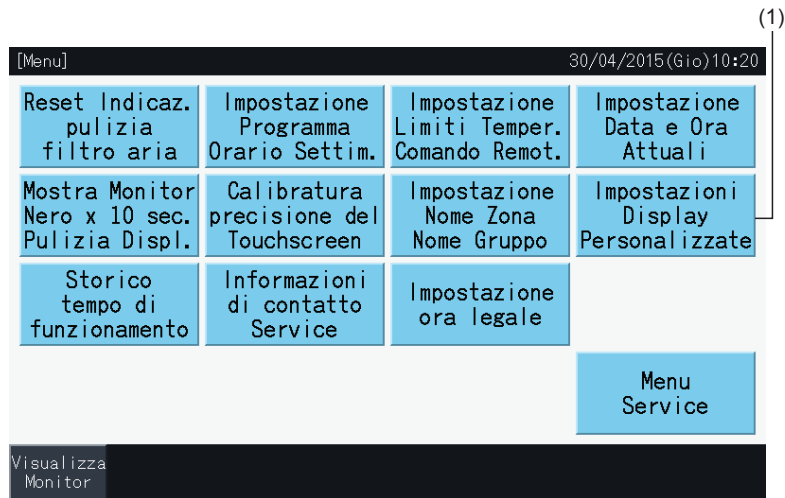 (1)
[Menu] 30/04/2015(Gio)10:20
Reset Indicaz.
pulizia
filtro aria
Impostazione
Programma
Orario Settim.
Impostazione
Limiti Temper.
Comando Remot.
Impostazione
Data e Ora
Attuali
Mostra Monitor
Nero x 10 sec.
Pulizia Displ.
Calibratura
precisione del
Touchscreen
Impostazione
Nome Zona
Nome Gruppo
Impostazioni
Display
Personalizzate
Storico
tempo di
funzionamento
Informazioni
di contatto
Service
Impostazione
ora legale
Menu
Service
Visualizza
Monitor